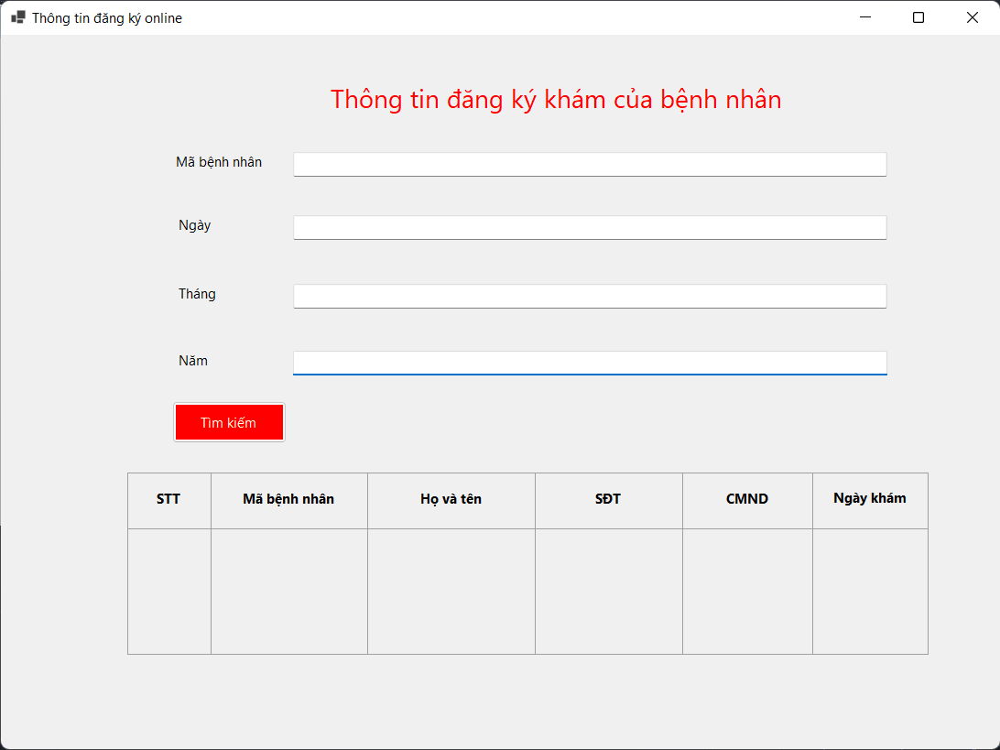 Thông tin đăng ký online
Thông tin đăng ký khám của bệnh nhân
Mã bệnh nhân
Ngày
Tháng
Năm
Tìm kiếm
STT Mã bệnh nhân Họ và tên SĐT CMND Ngày khám